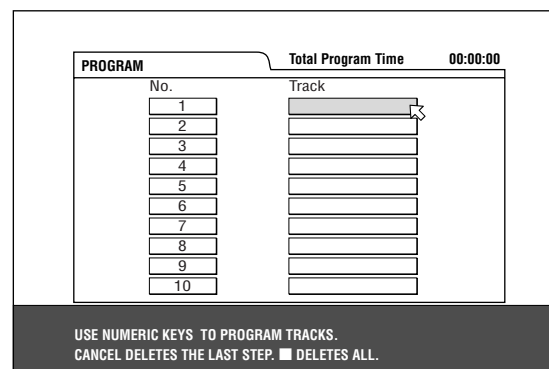 PROGRAM Total Program Time 00:00:00
No. Track
1
2
3
4
5
6
7
8
9
10
USE NUMERIC KEYS TO PROGRAM TRACKS.
CANCEL DELETES THE LAST STEP. ■ DELETES ALL.